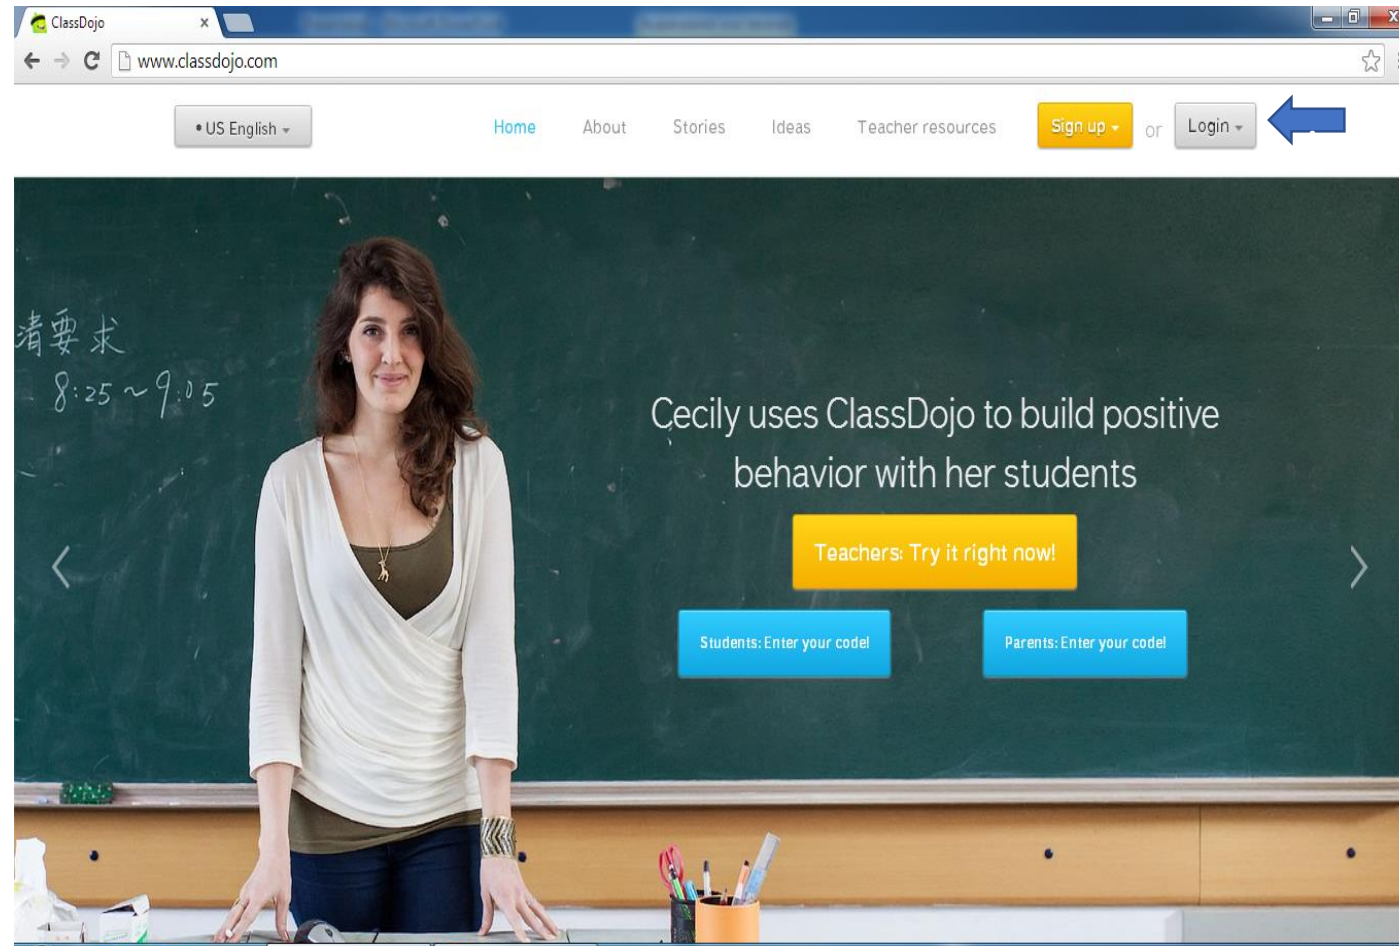 ClassDojo
www.classdojo.com
US English
Home About Stories Ideas Teacher resources Sign up or Login
清要求
8:25~9:05
Cecily uses ClassDojo to build positive
behavior with her students
Teachers: Try it right now!
Students: Enter your code!
Parents: Enter your code!